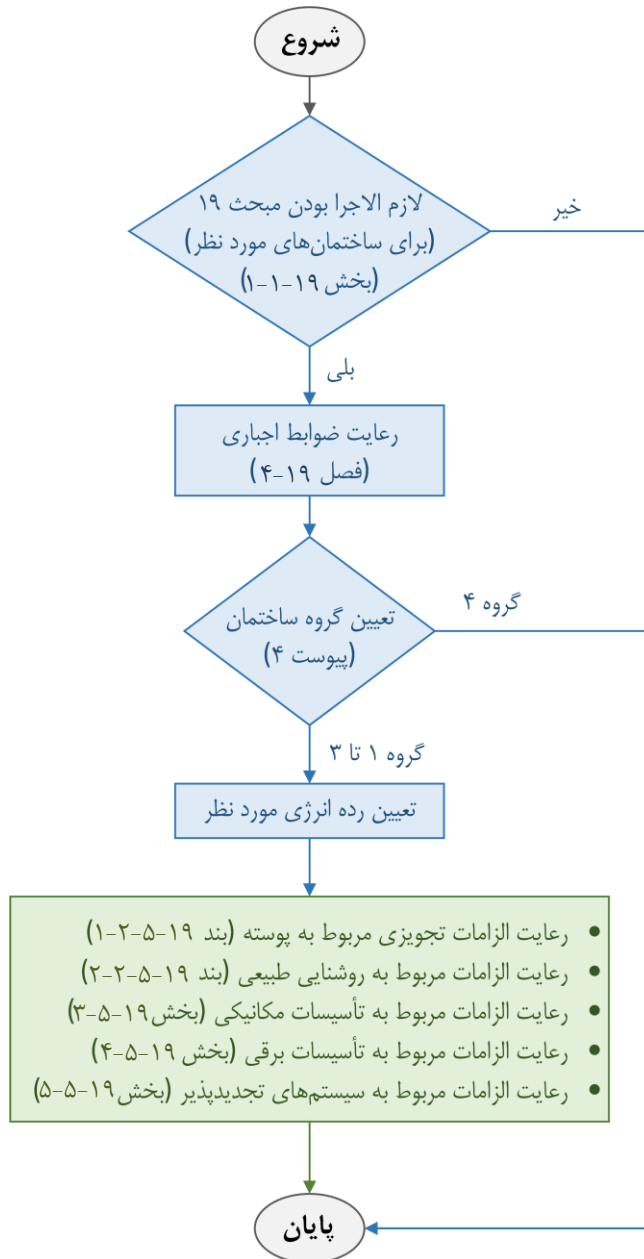 شروع
لازم الاجرا بودن مبحث ۱۹
(برای ساختمان‌های مورد نظر)
(بخش ۱۹-۱-۱)
خیر
بلی
رعایت ضوابط اجباری
(فصل ۱۹-۴)
تعیین گروه ساختمان
(پیوست ۴)
گروه ۴
گروه ۱ تا ۳
تعیین رده انرژی مورد نظر
• رعایت الزامات تجویزی مربوط به پوسته (بند ۱۹-۵-۲-۱)
• رعایت الزامات مربوط به روشنایی طبیعی (بند ۱۹-۵-۲-۲)
• رعایت الزامات مربوط به تأسیسات مکانیکی (بخش ۱۹-۵-۳)
• رعایت الزامات مربوط به تأسیسات برقی (بخش ۱۹-۵-۴)
• رعایت الزامات مربوط به سیستم‌های تجدیدپذیر (بخش ۱۹-۵-۵)
پایان